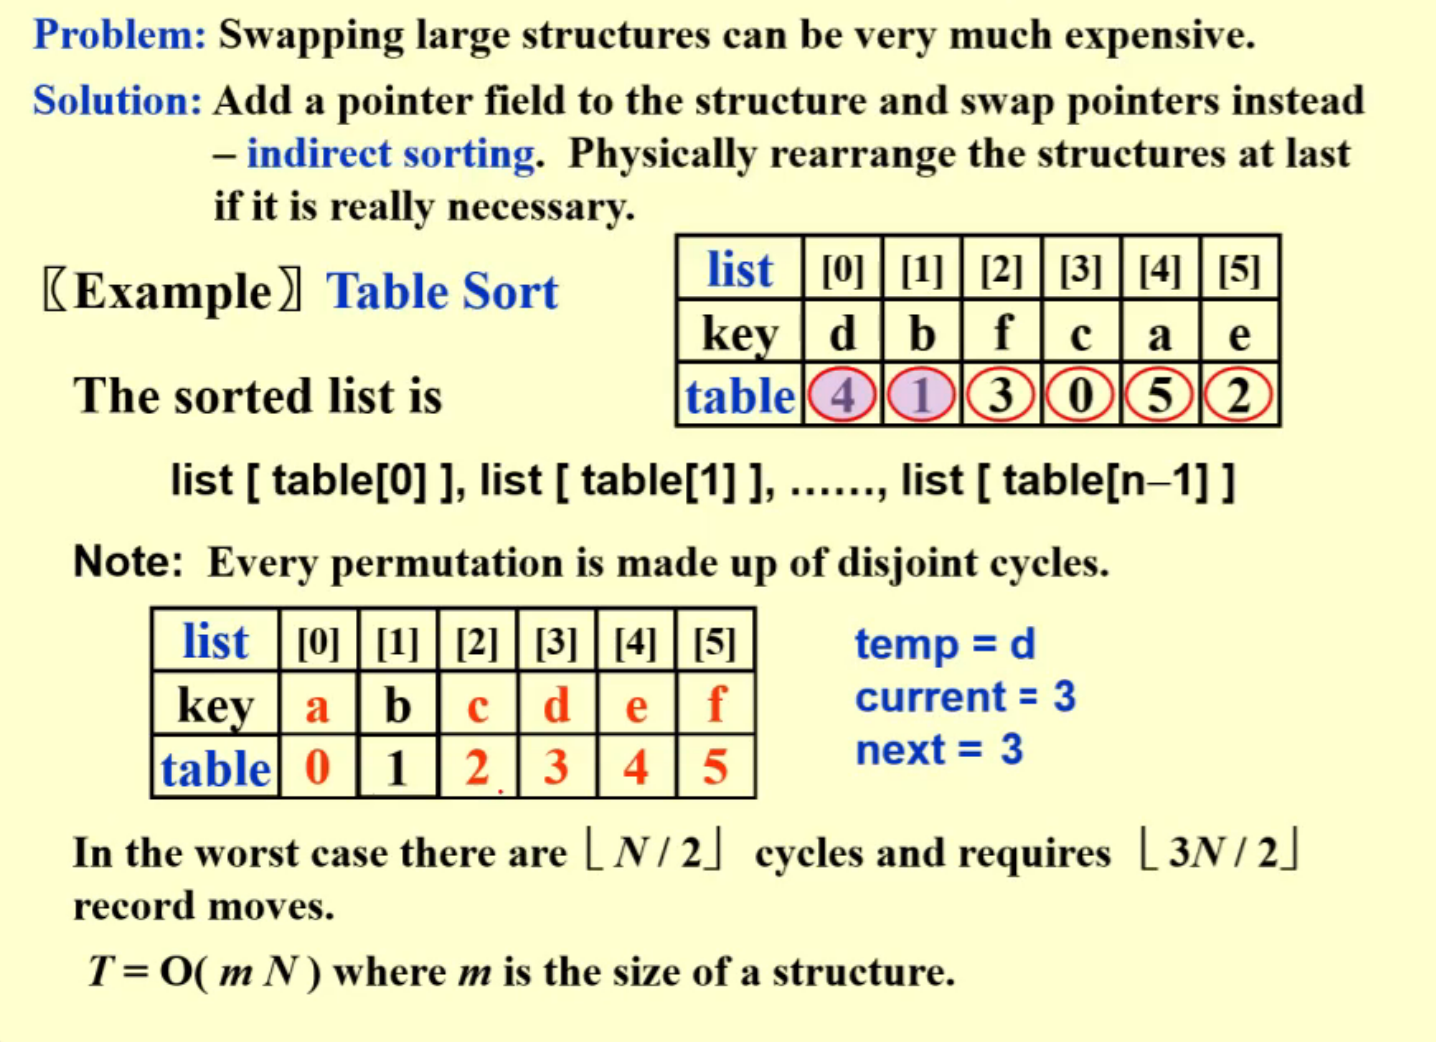 Problem: Swapping large structures can be very much expensive.
Solution: Add a pointer field to the structure and swap pointers instead
– indirect sorting. Physically rearrange the structures at last
if it is really necessary.
〖Example〗 Table Sort
list [0] [1] [2] [3] [4] [5]
key d b f c a e
table 4 1 3 0 5 2
The sorted list is
list [ table[0] ], list [ table[1] ], ……, list [ table[n–1] ]
Note: Every permutation is made up of disjoint cycles.
list [0] [1] [2] [3] [4] [5]
key a b c d e f
table 0 1 2 3 4 5
temp = d
current = 3
next = 3
In the worst case there are ⌊ N / 2⌋ cycles and requires ⌊ 3N / 2⌋
record moves.
T = O( m N ) where m is the size of a structure.